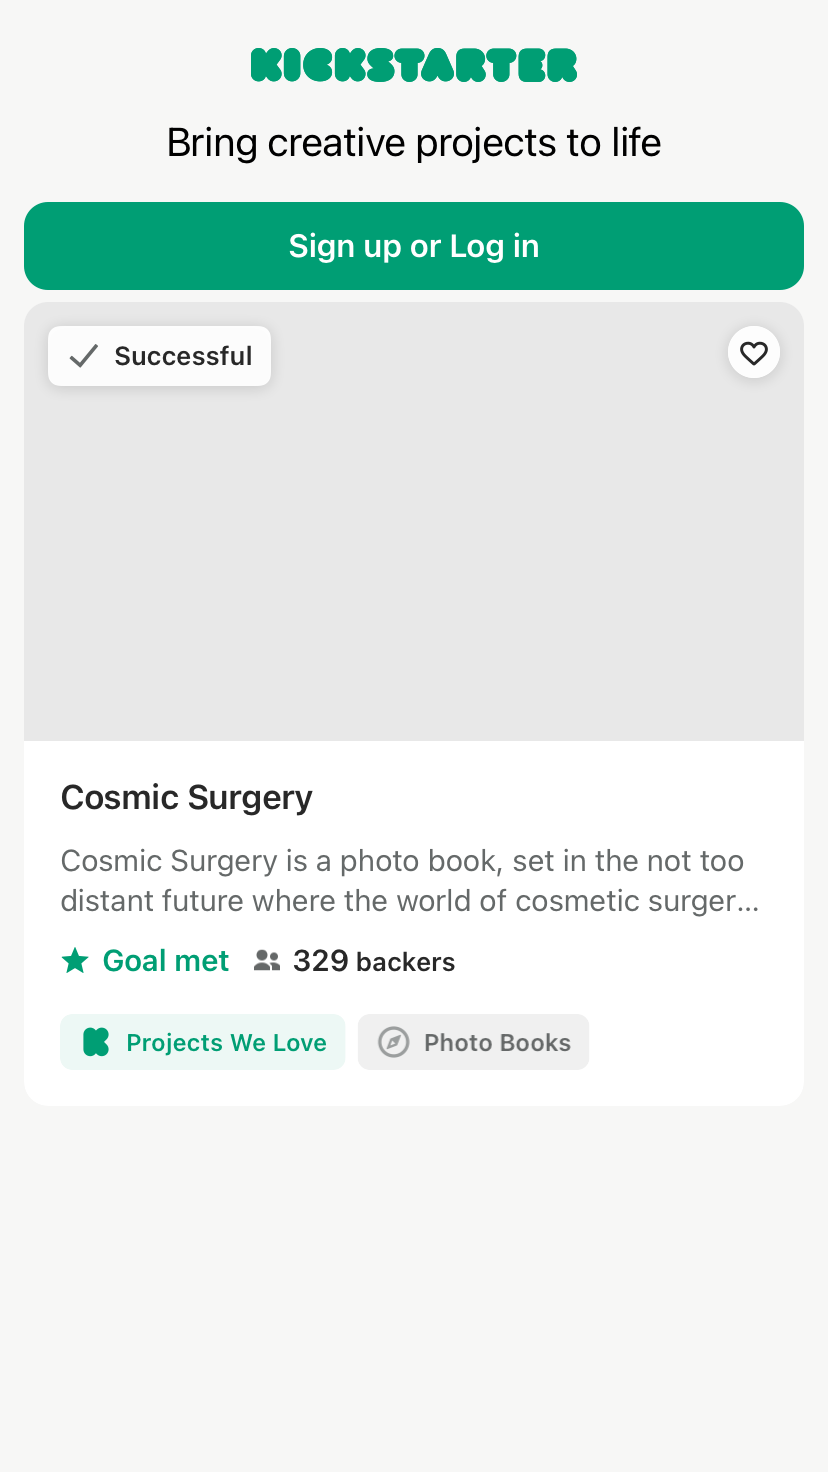 KICKSTARTER
Bring creative projects to life
Sign up or Log in
Successful
Cosmic Surgery
Cosmic Surgery is a photo book, set in the not too
distant future where the world of cosmetic surger...
Goal met 329 backers
Projects We Love Photo Books